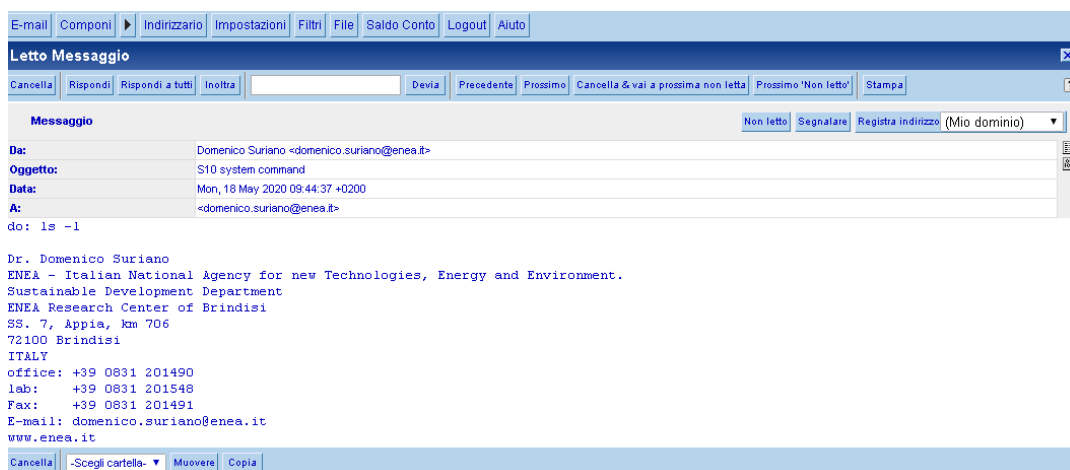 E-mail Componi Indirizzario Impostazioni Filtri File Saldo Conto Logout Aiuto
Letto Messaggio
Cancella Rispondi Rispondi a tutti Inoltra Devia Precedente Prossimo Cancella & vai a prossima non letta Prossimo 'Non letto' Stampa
Messaggio Non letto Segnalare Registra indirizzo (Mio dominio)
Da: Domenico Suriano <domenico.suriano@enea.it>
Oggetto: S10 system command
Data: Mon, 18 May 2020 09:44:37 +0200
A: <domenico.suriano@enea.it>
do: ls -l
Dr. Domenico Suriano
ENEA - Italian National Agency for new Technologies, Energy and Environment.
Sustainable Development Department
ENEA Research Center of Brindisi
SS. 7, Appia, km 706
72100 Brindisi
ITALY
office: +39 0831 201490
lab: +39 0831 201548
Fax: +39 0831 201491
E-mail: domenico.suriano@enea.it
www.enea.it
Cancella -Scegli cartella- Muovere Copia